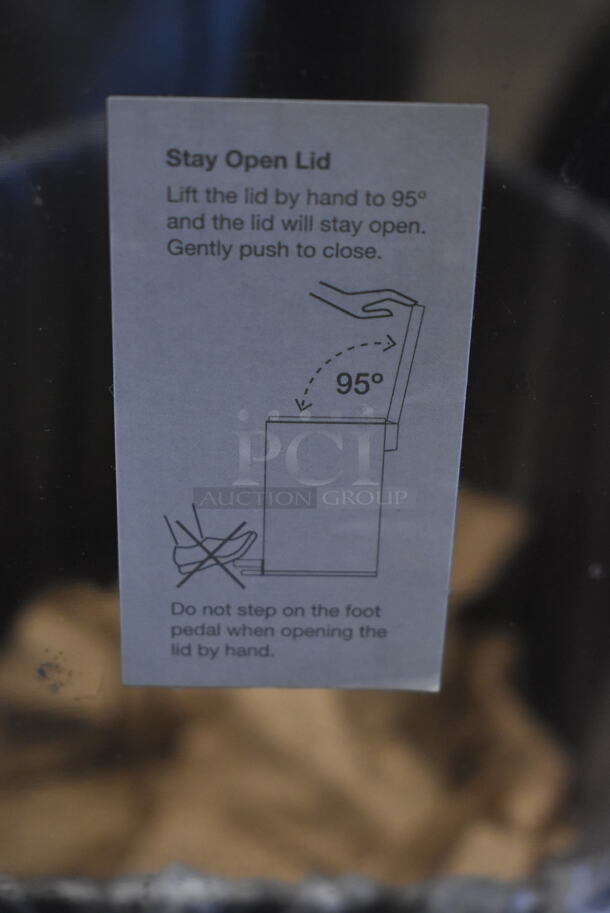 Stay Open Lid
Lift the lid by hand to 95°
and the lid will stay open.
Gently push to close.
95°
PCI
AUCTION GROUP
Do not step on the foot
pedal when opening the
lid by hand.